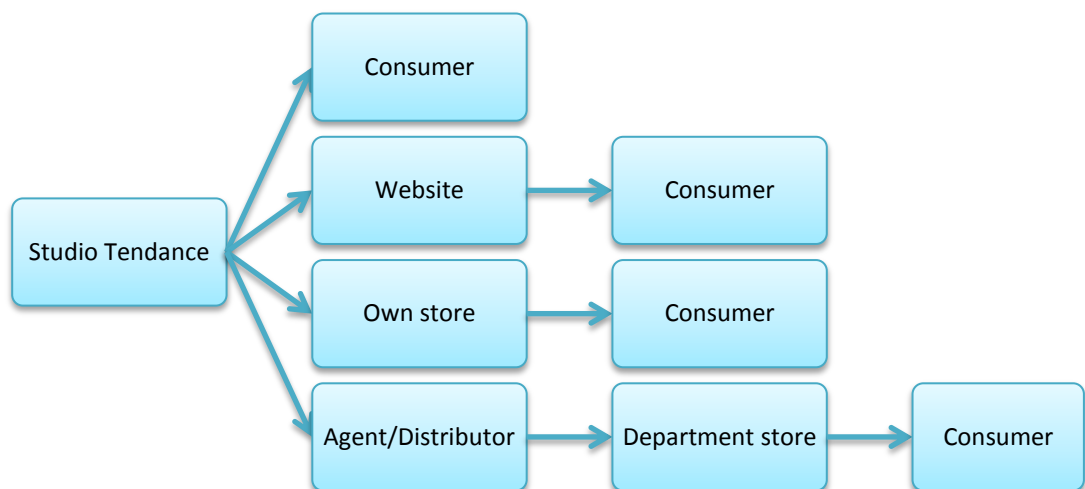 Consumer
Website
Consumer
Studio Tendance
Own store
Consumer
Agent/Distributor
Department store
Consumer